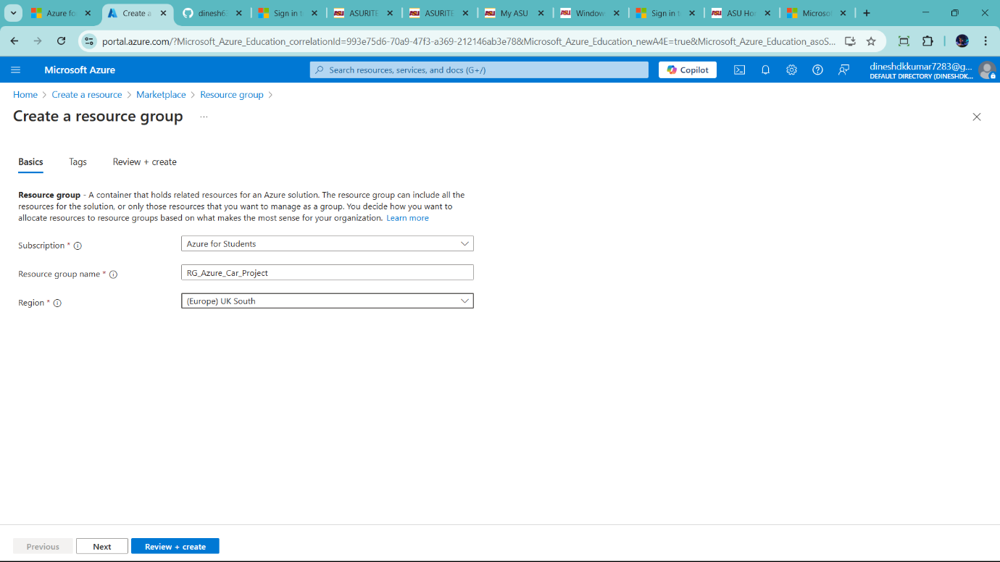 Azure fo
Create a
dinesh6
Sign in t
ASURITE
ASURITE
My ASU
Window
Sign in t
ASU Ho
Microso
portal.azure.com/?Microsoft_Azure_Education_correlationId=993e75d6-70a9-47f3-a369-212146ab3e78&Microsoft_Azure_Education_newA4E=true&Microsoft_Azure_Education_asoS...
Microsoft Azure
Search resources, services, and docs (G+/)
Copilot
dineshdkkumar7283@g...
DEFAULT DIRECTORY (DINESHDK...
Home > Create a resource > Marketplace > Resource group >
Create a resource group ...
Basics Tags Review + create
Resource group - A container that holds related resources for an Azure solution. The resource group can include all the
resources for the solution, or only those resources that you want to manage as a group. You decide how you want to
allocate resources to resource groups based on what makes the most sense for your organization. Learn more
Subscription * Azure for Students
Resource group name * RG_Azure_Car_Project
Region * (Europe) UK South
Previous Next Review + create